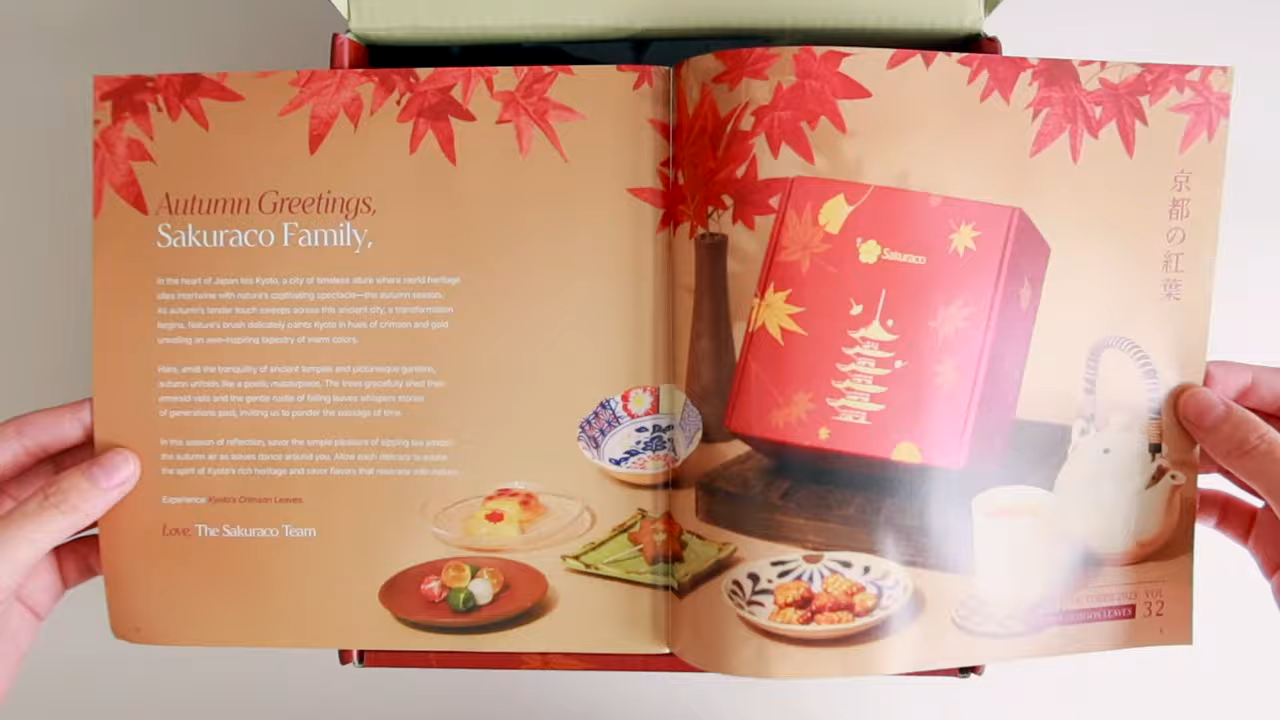 Autumn Greetings,
Sakuraco Family,
In the heart of Japan lies Kyoto, a city of timeless allure where world heritage
sites intertwine with nature's captivating spectacle—the autumn season.
As autumn's tender touch sweeps across this ancient city, a transformation
begins. Nature's brush delicately paints Kyoto in hues of crimson and gold
unveiling an awe-inspiring tapestry of warm colors.
Here, amid the tranquility of ancient temples and picturesque gardens,
autumn unfolds like a poetic masterpiece. The trees gracefully shed their
emerald veils and the gentle rustle of falling leaves whispers stories
of generations past, inviting us to ponder the passage of time.
In this season of reflection, savor the simple pleasures of sipping tea amidst
the autumn air as leaves dance around you. Allow each delicacy to evoke
the spirit of Kyoto's rich heritage and savor flavors that resonate with
Experience Kyoto's Crimson Leaves.
Love, The Sakuraco Team
Sakuraco
京都の紅葉
2023 VOL
CRIMSON LEAVES 32